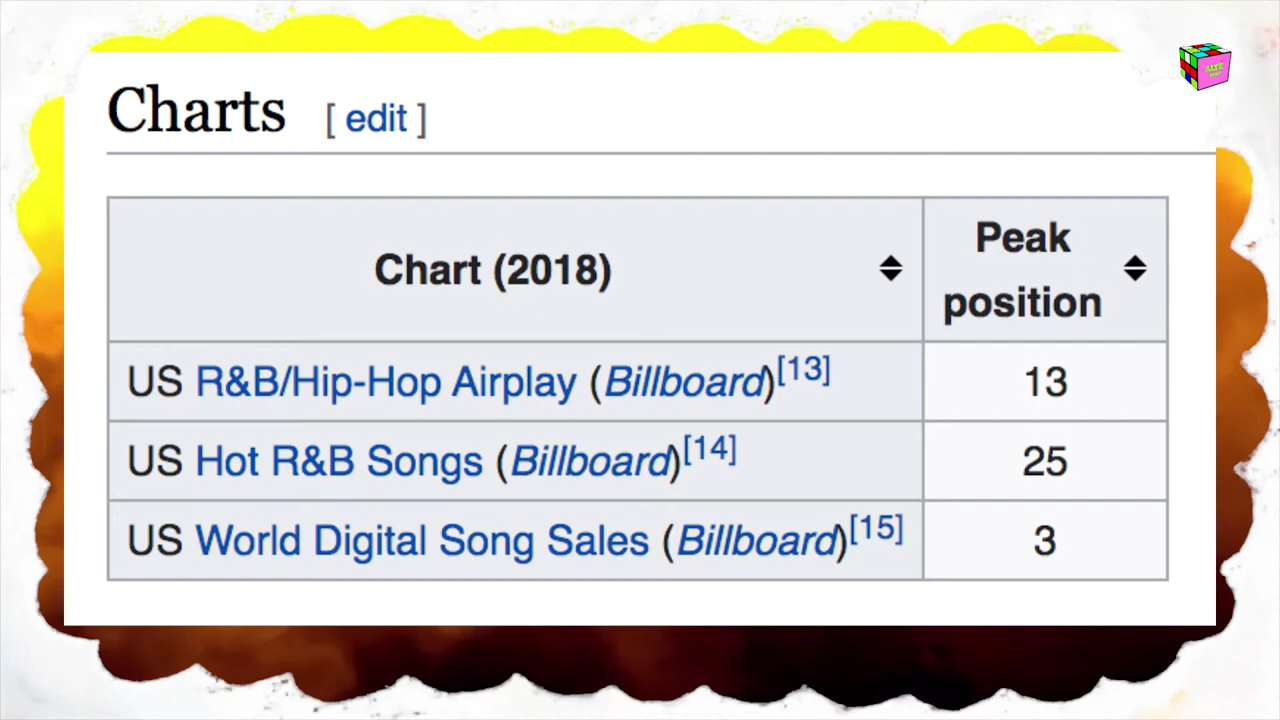 Charts [ edit ]
Chart (2018)
Peak
position
US R&B/Hip-Hop Airplay (Billboard)[13] 13
US Hot R&B Songs (Billboard)[14] 25
US World Digital Song Sales (Billboard)[15] 3